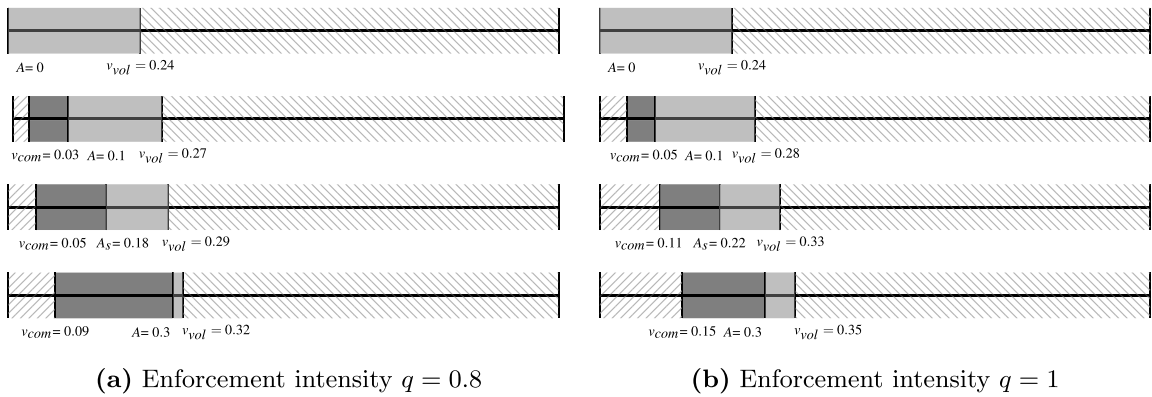 A= 0 v_vol = 0.24
v_com = 0.03 A= 0.1 v_vol = 0.27
v_com = 0.05 A_s = 0.18 v_vol = 0.29
v_com = 0.09 A= 0.3 v_vol = 0.32
(a) Enforcement intensity q = 0.8
A= 0 v_vol = 0.24
v_com = 0.05 A= 0.1 v_vol = 0.28
v_com = 0.11 A_s = 0.22 v_vol = 0.33
v_com = 0.15 A= 0.3 v_vol = 0.35
(b) Enforcement intensity q = 1